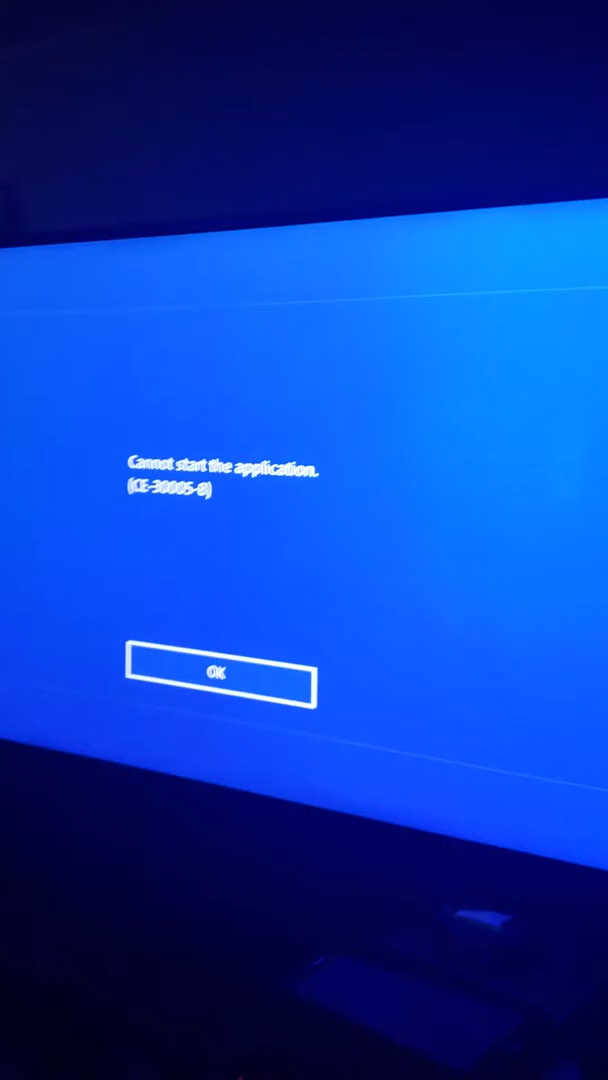 Cannot start the application.
(CE-30005-8)
OK